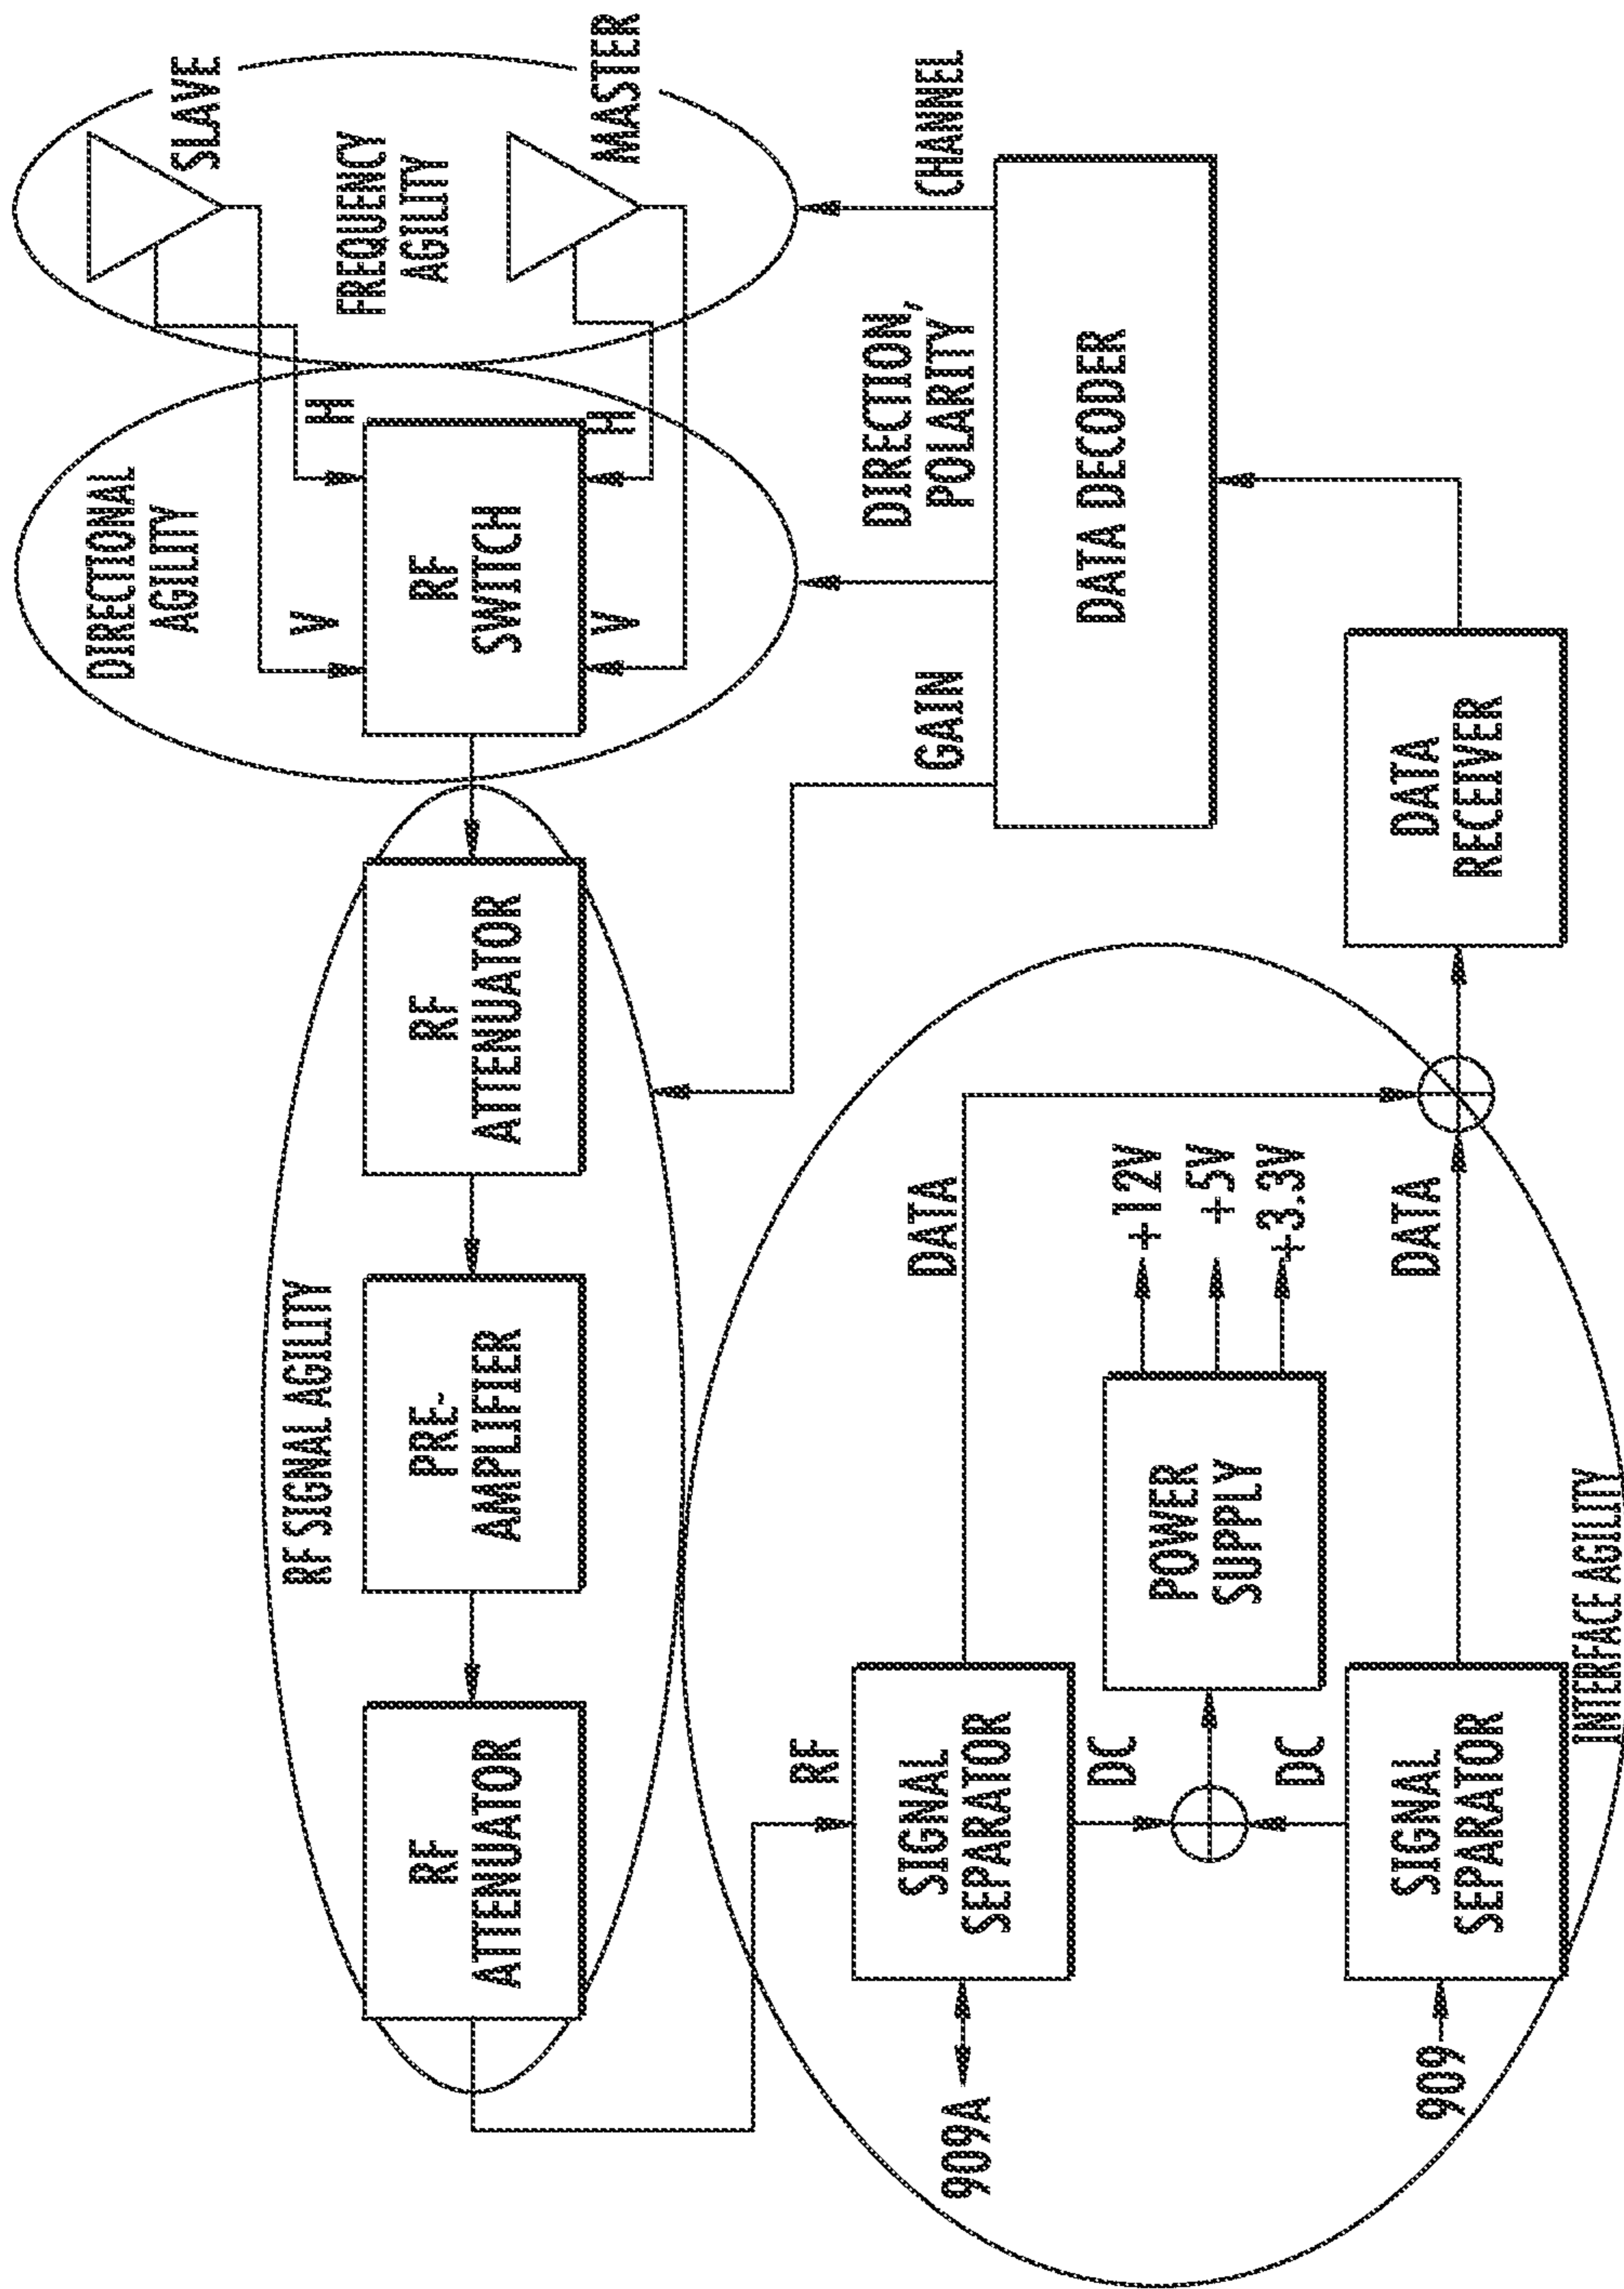 SLAVE
FREQUENCY
AGILITY
MASTER
DIRECTIONAL
AGILITY
H
V
RF
SWITCH
H
V
CHANNEL
DIRECTION,
POLARITY
GAIN
DATA DECODER
RF SIGNAL AGILITY
RF
ATTENUATOR
PRE-
AMPLIFIER
RF
ATTENUATOR
DATA
RECEIVER
RF
SIGNAL
SEPARATOR
909A
DATA
DC
POWER
SUPPLY
+12V
+5V
+3.3V
DC
DATA
SIGNAL
SEPARATOR
909
INTERFACE AGILITY